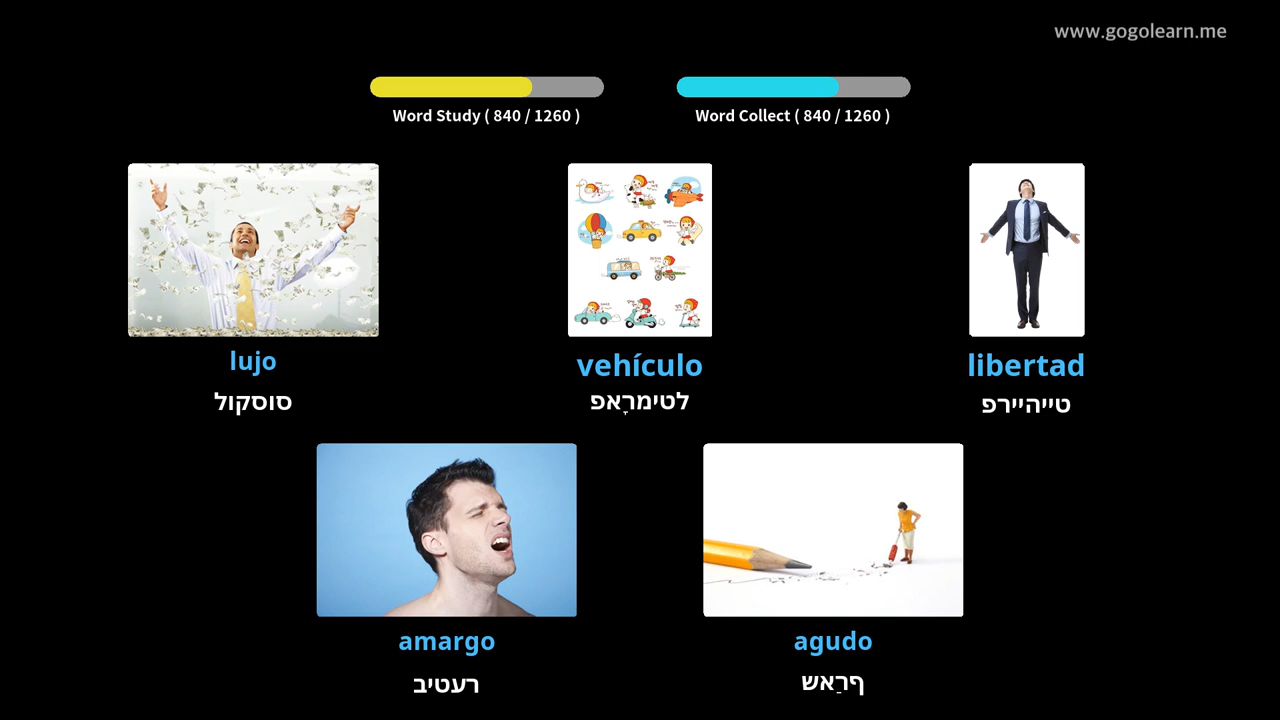 www.gogolearn.me
Word Study ( 840 / 1260 )
Word Collect ( 840 / 1260 )
lujo
סוסקול
vehículo
לטימרָאפ
libertad
טייהיירפ
amargo
רעטיב
agudo
ףרַאש